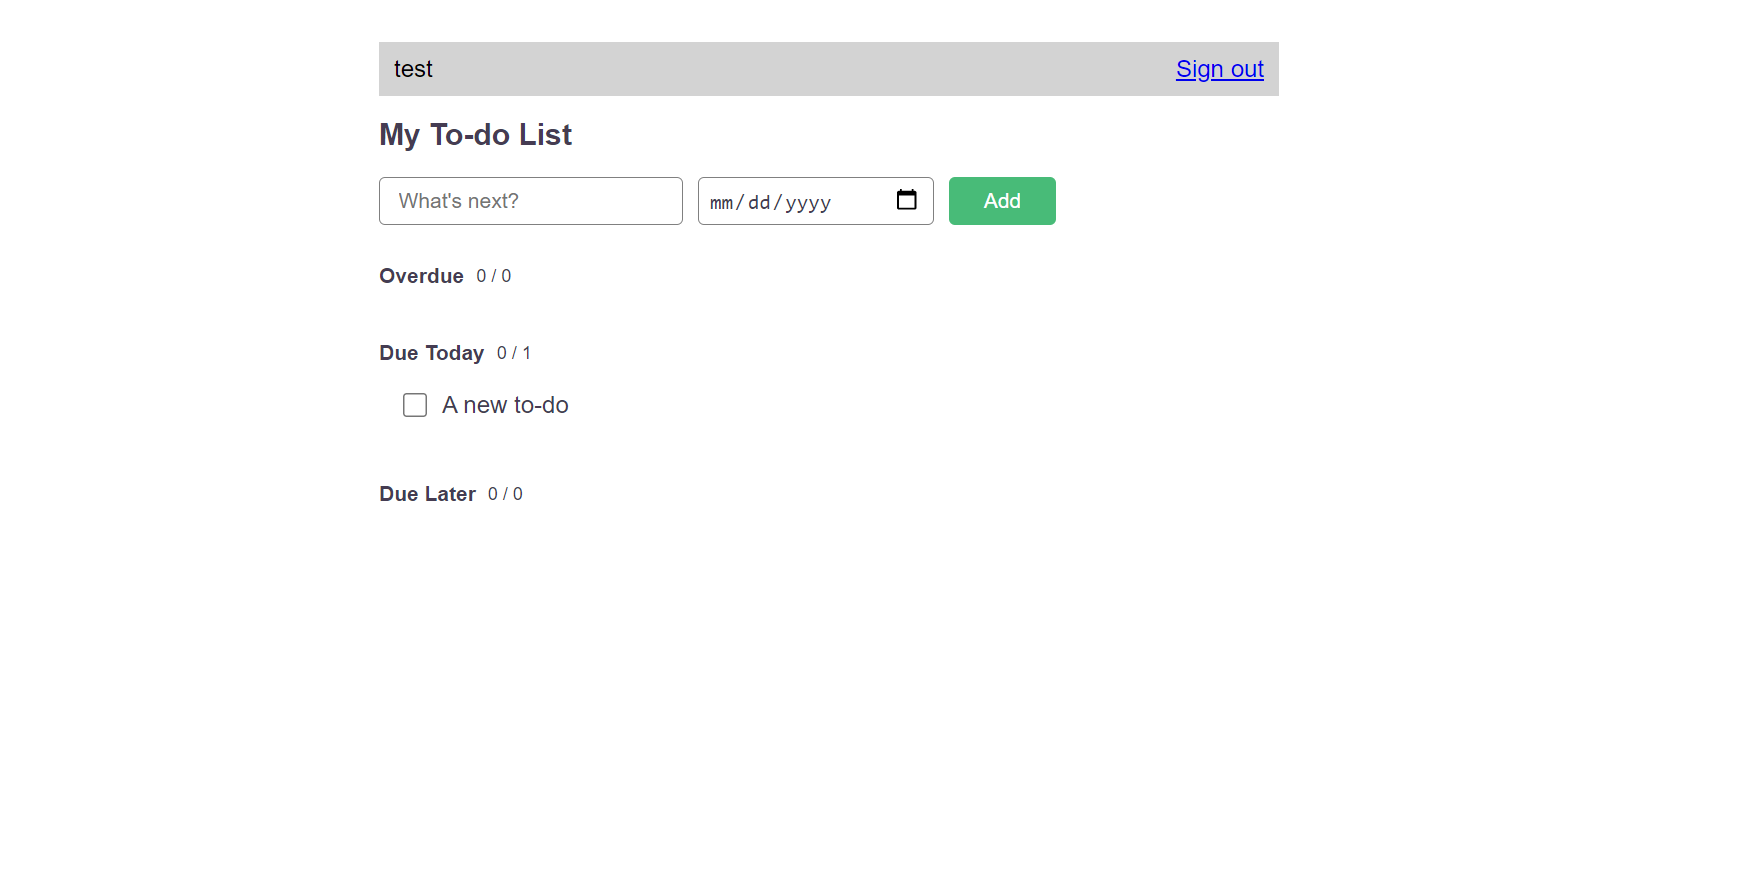 test Sign out
My To-do List
What's next? mm/dd/yyyy Add
Overdue 0 / 0
Due Today 0 / 1
A new to-do
Due Later 0 / 0